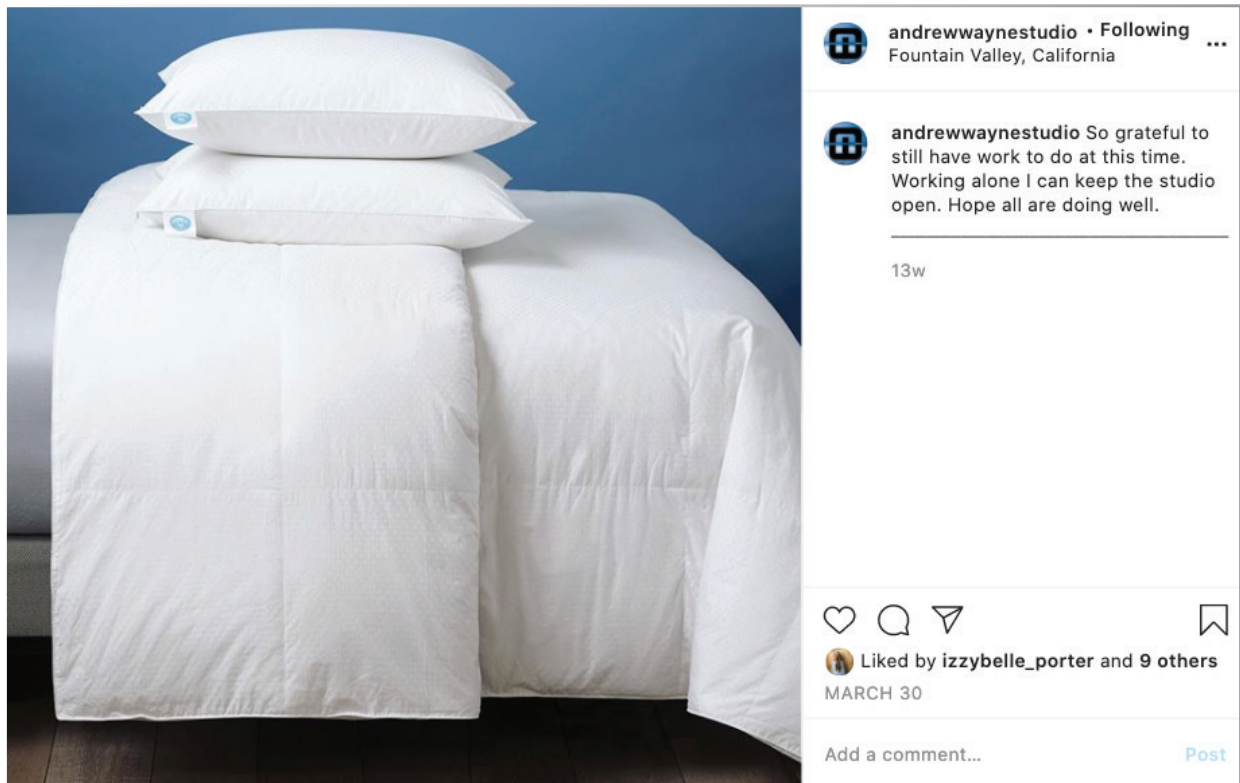 andrewwaynestudio • Following
Fountain Valley, California
andrewwaynestudio So grateful to
still have work to do at this time.
Working alone I can keep the studio
open. Hope all are doing well.
13w
Liked by izzybelle_porter and 9 others
MARCH 30
Add a comment...
Post